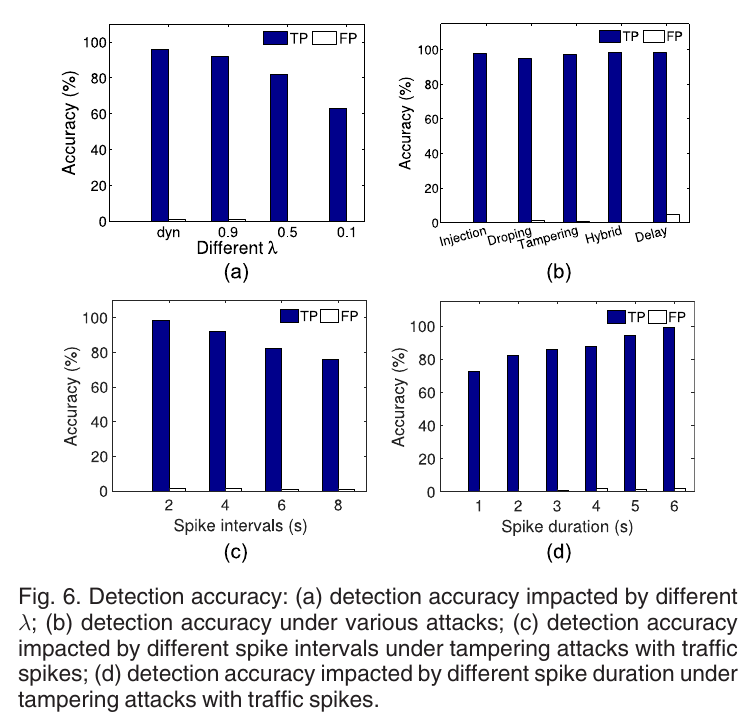 TP FP
Accuracy (%)
100
80
60
40
20
0
dyn 0.9 0.5 0.1
Different λ
(a)
TP FP
Accuracy (%)
100
80
60
40
20
0
Injection Droping Tampering Hybrid Delay
(b)
TP FP
Accuracy (%)
100
80
60
40
20
0
2 4 6 8
Spike intervals (s)
(c)
TP FP
Accuracy (%)
100
80
60
40
20
0
1 2 3 4 5 6
Spike duration (s)
(d)
Fig. 6. Detection accuracy: (a) detection accuracy impacted by different
λ; (b) detection accuracy under various attacks; (c) detection accuracy
impacted by different spike intervals under tampering attacks with traffic
spikes; (d) detection accuracy impacted by different spike duration under
tampering attacks with traffic spikes.